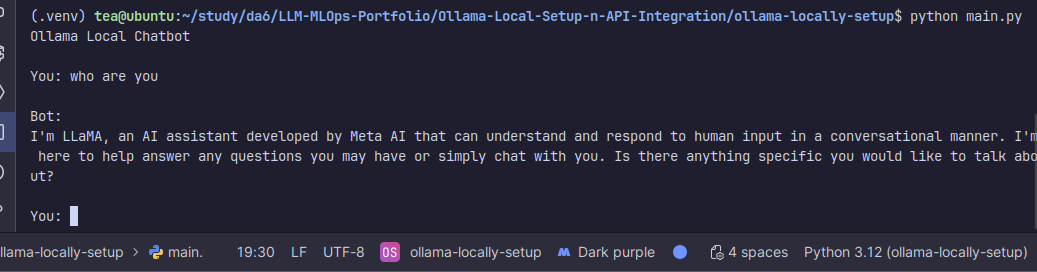 (.venv) tea@ubuntu:~/study/da6/LLM-MLOps-Portfolio/Ollama-Local-Setup-n-API-Integration/ollama-locally-setup$ python main.py
Ollama Local Chatbot
You: who are you
Bot:
I'm LLaMA, an AI assistant developed by Meta AI that can understand and respond to human input in a conversational manner. I'm
here to help answer any questions you may have or simply chat with you. Is there anything specific you would like to talk abo
ut?
You:
llama-locally-setup > main. 19:30 LF UTF-8 OS ollama-locally-setup Dark purple 4 spaces Python 3.12 (ollama-locally-setup)